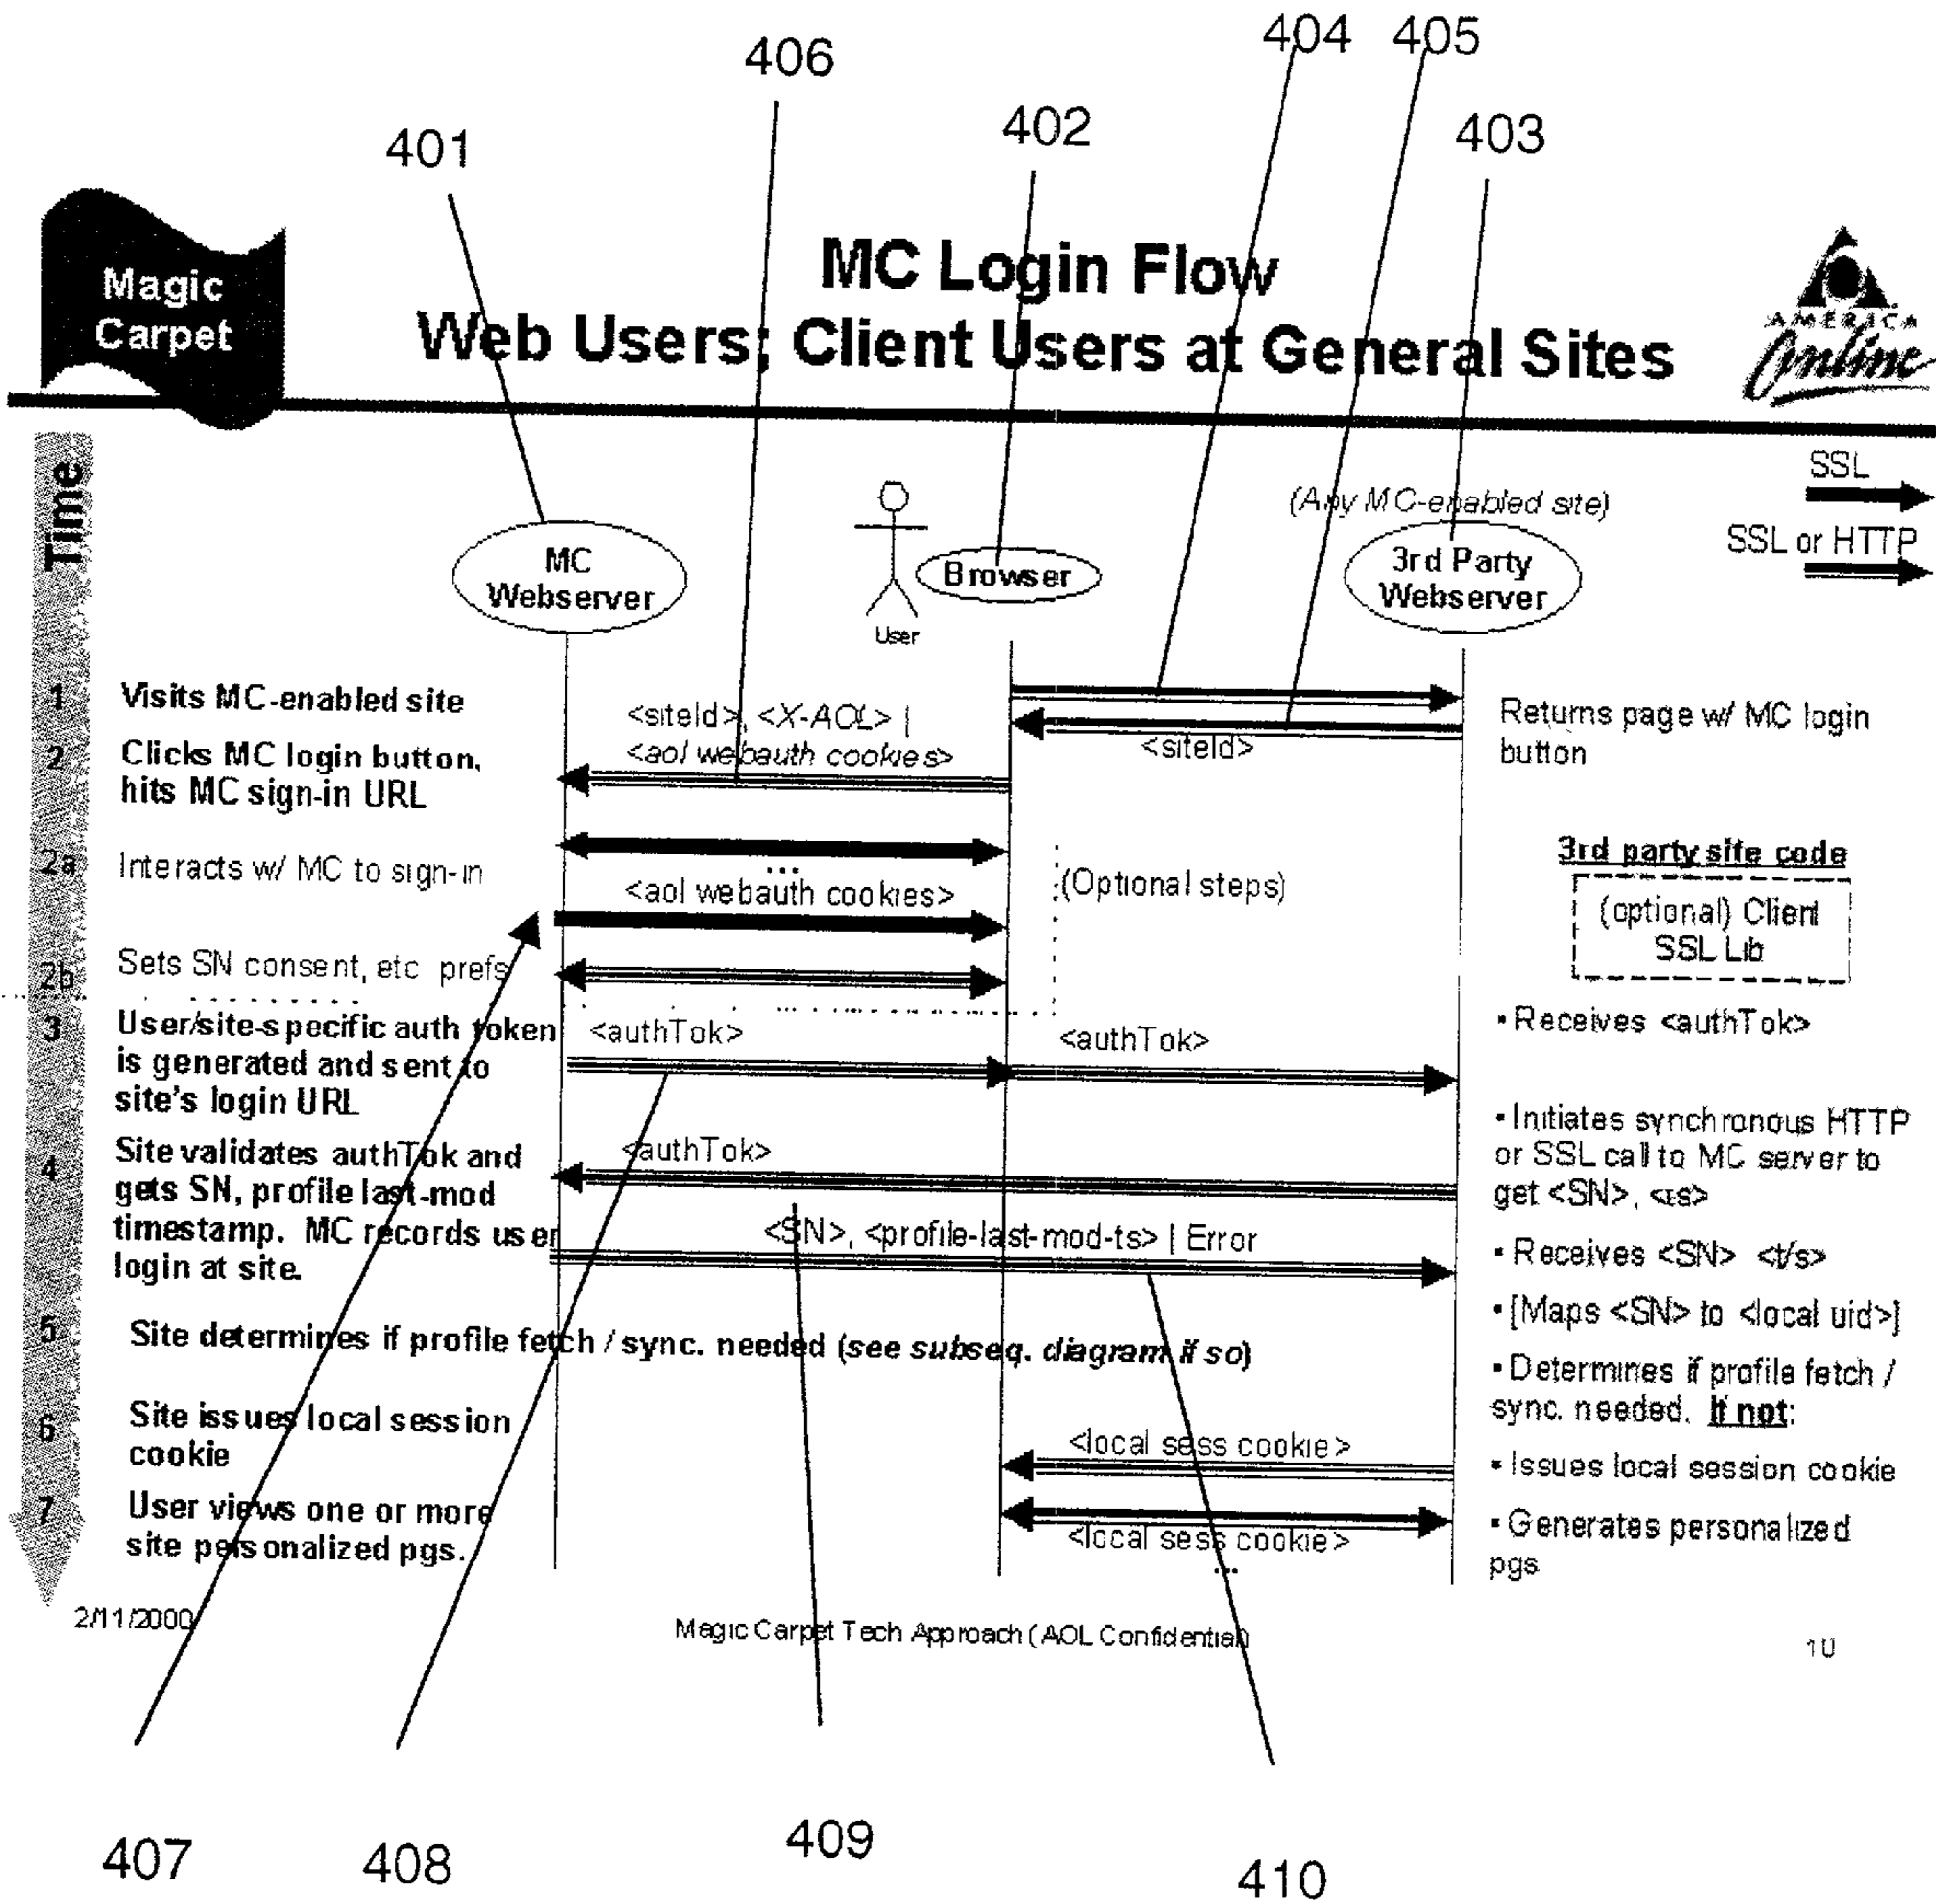 404 405
406
402
403
401
Magic
Carpet
MC Login Flow
Web Users; Client Users at General Sites
AMERICA
Online
Time
SSL
SSL or HTTP
(Any MC-enabled site)
MC
Webserver
User
Browser
3rd Party
Webserver
1
Visits MC-enabled site
<siteId>, <X-AOL> |
<aol webauth cookies>
<siteId>
Returns page w/ MC login
button
2
Clicks MC login button,
hits MC sign-in URL
2a
Interacts w/ MC to sign-in
...
<aol webauth cookies>
(Optional steps)
3rd party site code
(optional) Client
SSL Lib
2b
Sets SN consent, etc prefs
3
User/site-specific auth token
is generated and sent to
site's login URL
<authTok>
<authTok>
▪ Receives <authTok>
4
Site validates authTok and
gets SN, profile last-mod
timestamp. MC records user
login at site.
<authTok>
<SN>, <profile-last-mod-ts> | Error
▪ Initiates synchronous HTTP
or SSL call to MC server to
get <SN>, <ts>
▪ Receives <SN> <t/s>
▪ [Maps <SN> to <local uid>]
5
Site determines if profile fetch / sync. needed (see subseq. diagram if so)
▪ Determines if profile fetch /
sync. needed. If not:
6
Site issues local session
cookie
<local sess cookie>
▪ Issues local session cookie
7
User views one or more
site personalized pgs.
<local sess cookie>
...
▪ Generates personalized
pgs
2/11/2000
Magic Carpet Tech Approach (AOL Confidential)
10
407
408
409
410